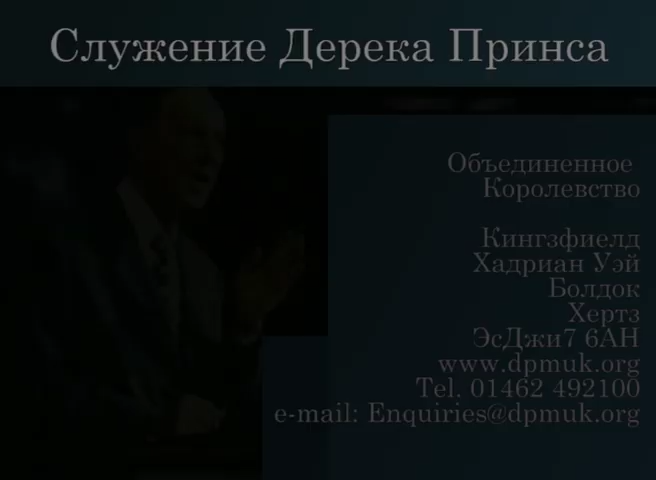 Служение Дерека Принса
Объединенное
Королевство
Кингзфиелд
Хадриан Уэй
Болдок
Хертз
ЭсДжи7 6АН
www.dpmuk.org
Tel. 01462 492100
e-mail: Enquiries@dpmuk.org